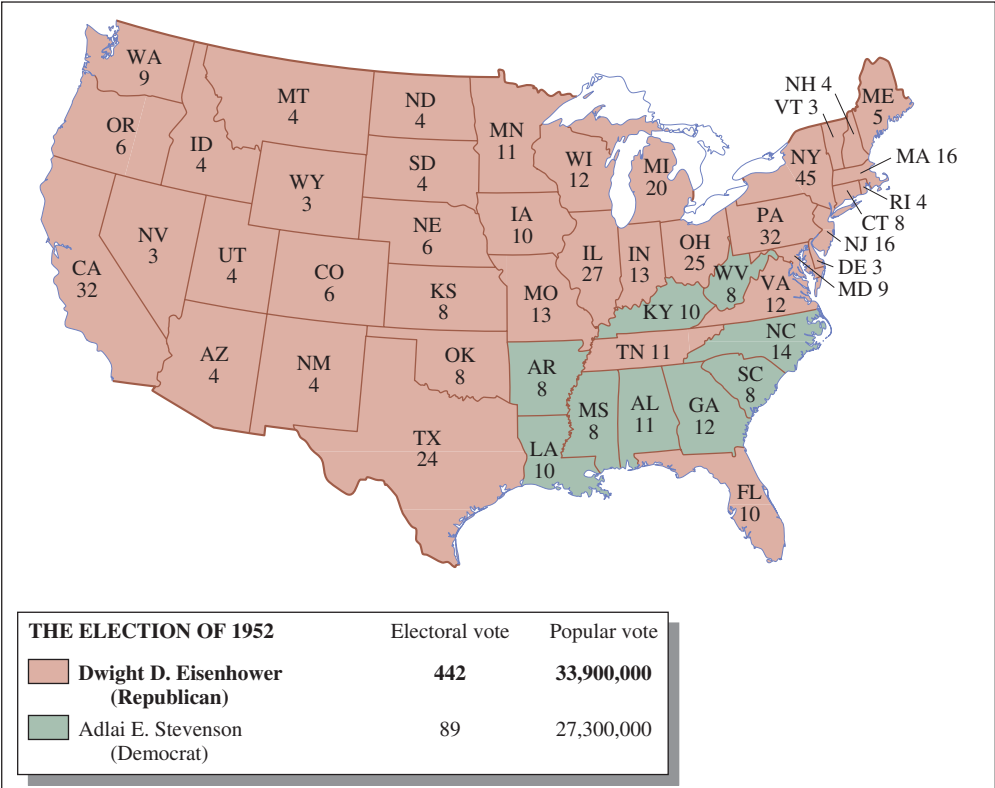 WA
9
OR
6
ID
4
MT
4
ND
4
MN
11
WI
12
MI
20
NH 4
VT 3
ME
5
NY
45
MA 16
RI 4
CT 8
NJ 16
DE 3
MD 9
WY
3
SD
4
NE
6
IA
10
IL
27
IN
13
OH
25
PA
32
WV
8
VA
12
CA
32
NV
3
UT
4
CO
6
KS
8
MO
13
KY 10
NC
14
TN 11
SC
8
AZ
4
NM
4
OK
8
AR
8
MS
8
AL
11
GA
12
TX
24
LA
10
FL
10
THE ELECTION OF 1952 Electoral vote Popular vote
Dwight D. Eisenhower 442 33,900,000
(Republican)
Adlai E. Stevenson 89 27,300,000
(Democrat)